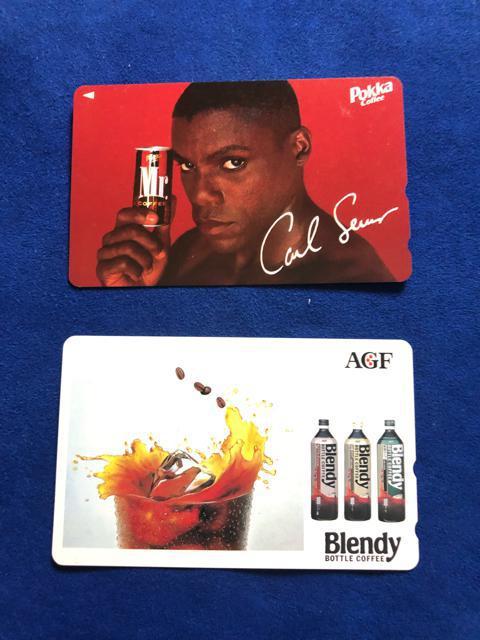 Pokka
Coffee
Mr
COFFEE
Carl Lewis
AGF
Blendy
Blendy
Blendy
Blendy
BOTTLE COFFEE